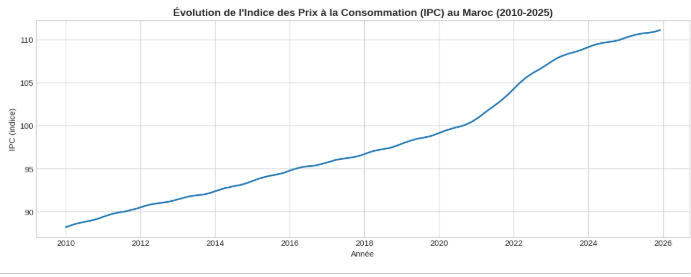 Évolution de l'Indice des Prix à la Consommation (IPC) au Maroc (2010-2025)
110
105
100
95
90
IPC (indice)
2010 2012 2014 2016 2018 2020 2022 2024 2026
Année